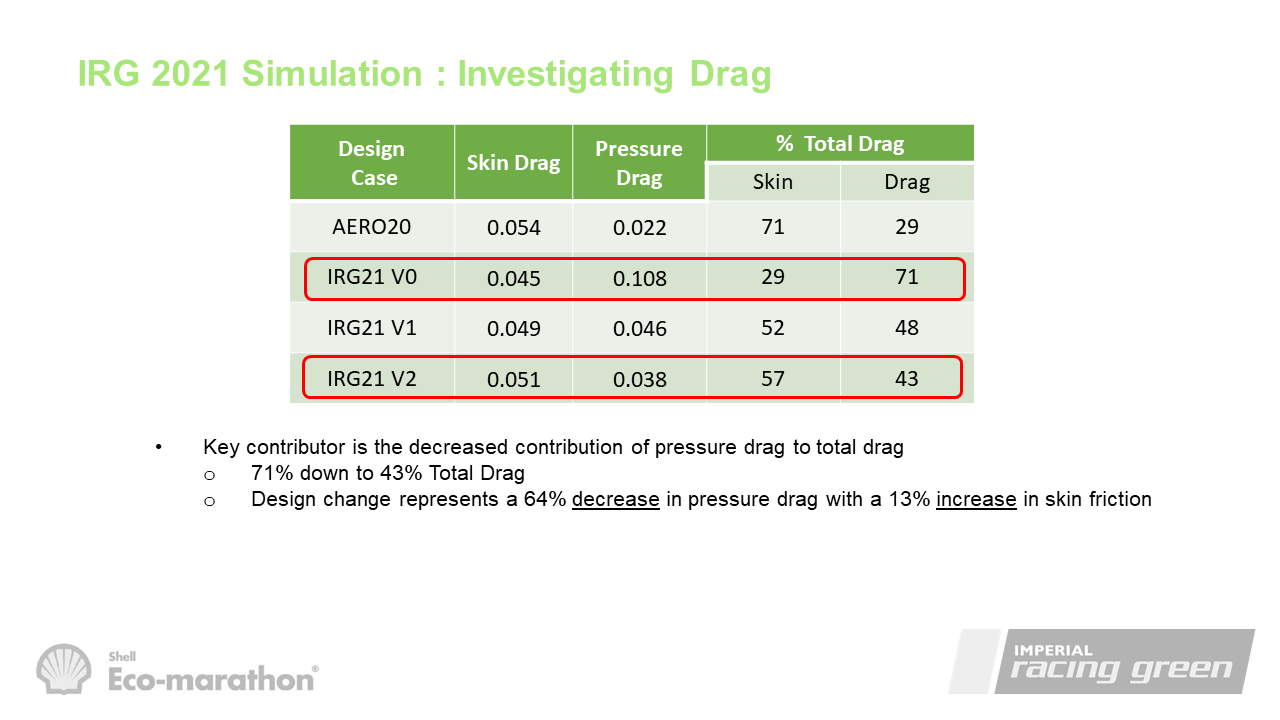 IRG 2021 Simulation : Investigating Drag
Design Case Skin Drag Pressure Drag % Total Drag
Skin Drag
AERO20 0.054 0.022 71 29
IRG21 V0 0.045 0.108 29 71
IRG21 V1 0.049 0.046 52 48
IRG21 V2 0.051 0.038 57 43
• Key contributor is the decreased contribution of pressure drag to total drag
o 71% down to 43% Total Drag
o Design change represents a 64% decrease in pressure drag with a 13% increase in skin friction
Shell
Eco-marathon®
IMPERIAL
racing green